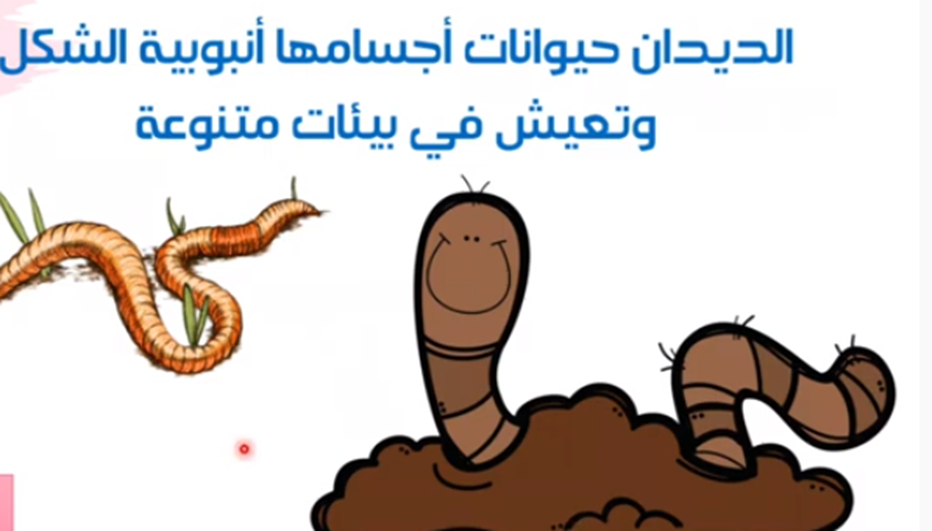 الديدان حيوانات أجسامها أنبوبية الشكل
وتعيش في بيئات متنوعة